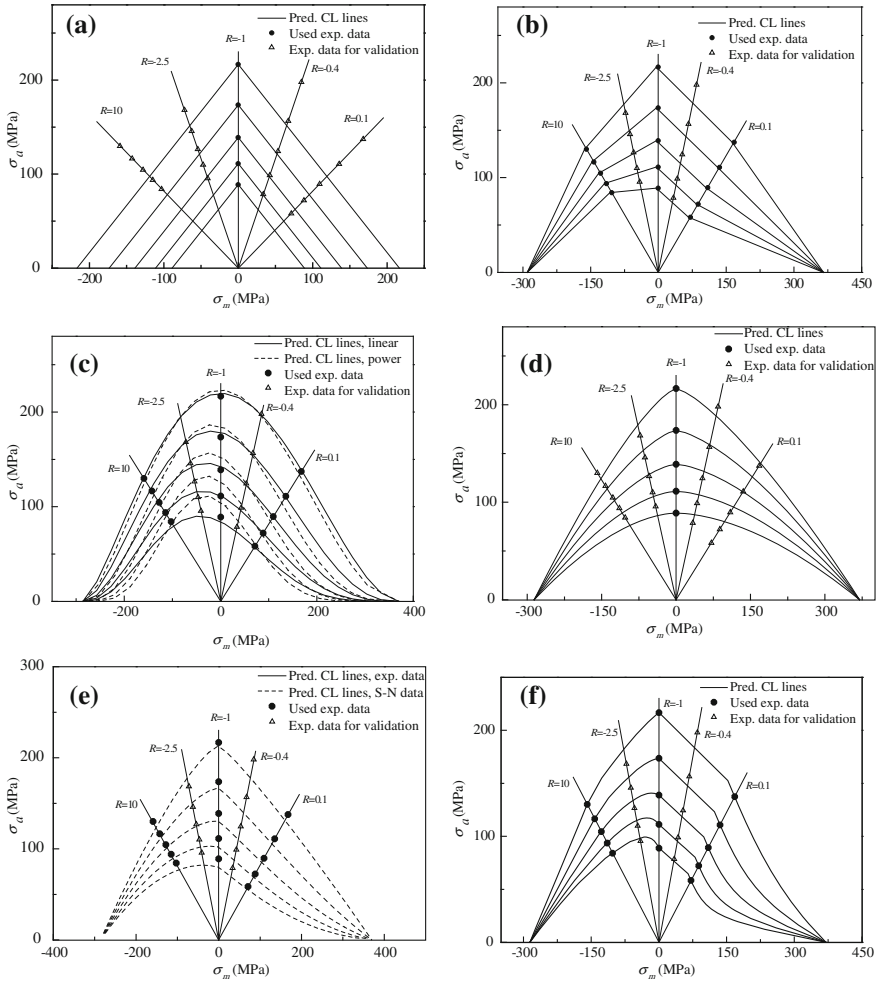 (a)
Pred. CL lines
Used exp. data
Exp. data for validation
R=-1
R=-2.5
R=-0.4
R=10
R=0.1
σa (MPa)
200
100
0
-200
-100
0
100
200
σm (MPa)
(b)
Pred. CL lines
Used exp. data
Exp. data for validation
R=-1
R=-2.5
R=-0.4
R=10
R=0.1
σa (MPa)
250
200
150
100
50
0
-300
-150
0
150
300
450
σm (MPa)
(c)
Pred. CL lines, linear
Pred. CL lines, power
Used exp. data
Exp. data for validation
R=-1
R=-2.5
R=-0.4
R=10
R=0.1
σa (MPa)
200
100
0
-200
0
200
400
σm (MPa)
(d)
Pred. CL lines
Used exp. data
Exp. data for validation
R=-1
R=-2.5
R=-0.4
R=10
R=0.1
σa (MPa)
200
100
0
-300
-150
0
150
300
σm (MPa)
(e)
Pred. CL lines, exp. data
Pred. CL lines, S-N data
Used exp. data
Exp. data for validation
R=-1
R=-2.5
R=-0.4
R=10
R=0.1
σa (MPa)
300
200
100
0
-400
-200
0
200
400
σm (MPa)
(f)
Pred. CL lines
Used exp. data
Exp. data for validation
R=-1
R=-2.5
R=-0.4
R=10
R=0.1
σa (MPa)
200
100
0
-300
-150
0
150
300
450
σm (MPa)